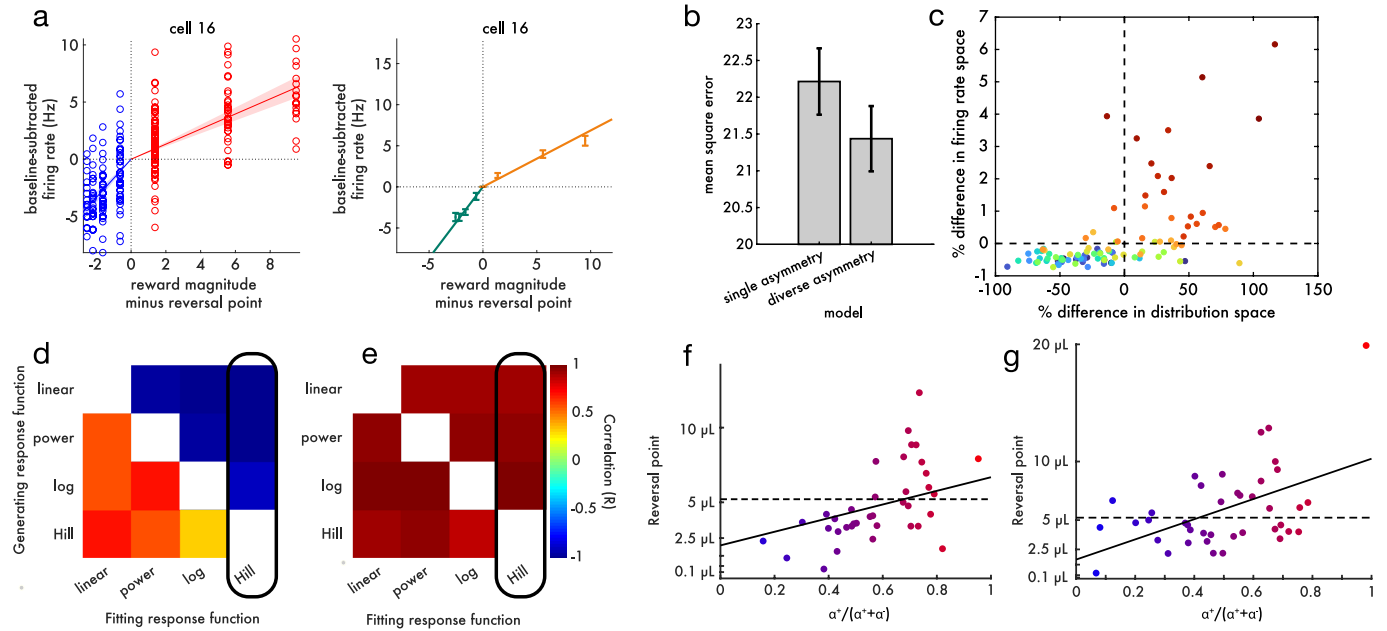 a
cell 16
baseline-subtracted
firing rate (Hz)
10
5
0
-5
-2
0
2
4
6
8
reward magnitude
minus reversal point
cell 16
baseline-subtracted
firing rate (Hz)
15
10
5
0
-5
-5
0
5
10
reward magnitude
minus reversal point
b
mean square error
23
22.5
22
21.5
21
20.5
20
single asymmetry
diverse asymmetry
model
c
% difference in firing rate space
7
6
5
4
3
2
1
0
-1
-100
-50
0
50
100
150
% difference in distribution space
d
Generating response function
linear
power
log
Hill
linear
power
log
Hill
Fitting response function
e
linear
power
log
Hill
Fitting response function
1
0.5
0
-0.5
-1
Correlation (R)
f
Reversal point
10 µL
5 µL
2.5 µL
0.1 µL
0
0.2
0.4
0.6
0.8
1
α⁺/(α⁺+α⁻)
g
Reversal point
20 µL
10 µL
5 µL
2.5 µL
0.1 µL
0
0.2
0.4
0.6
0.8
1
α⁺/(α⁺+α⁻)